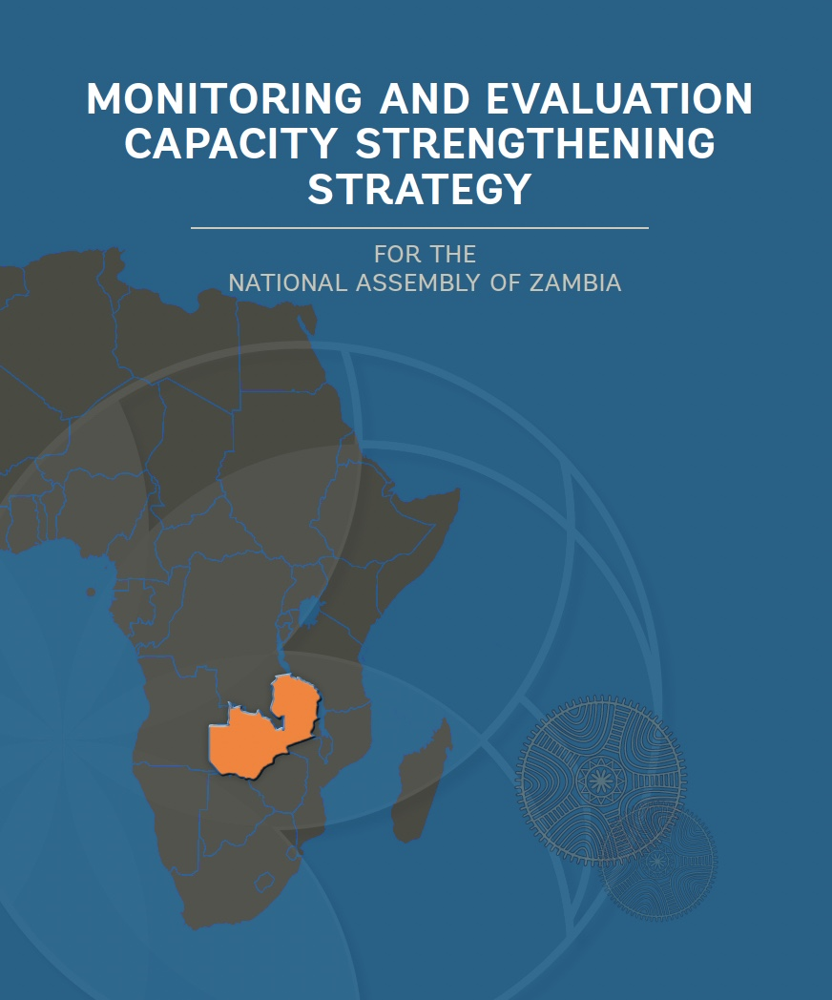 MONITORING AND EVALUATION
CAPACITY STRENGTHENING
STRATEGY
FOR THE
NATIONAL ASSEMBLY OF ZAMBIA